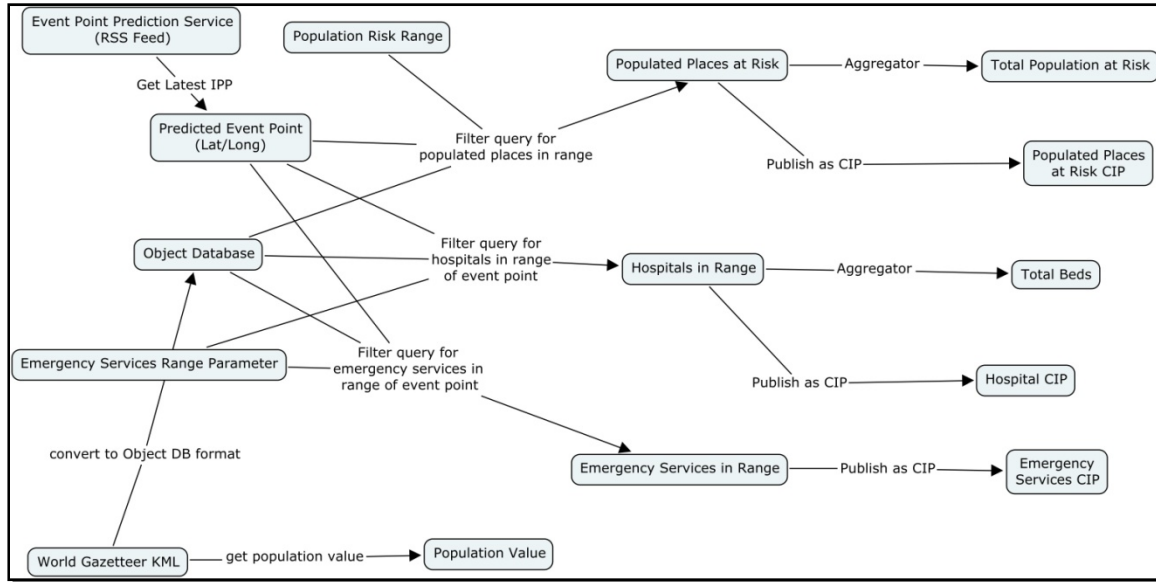 Event Point Prediction Service
(RSS Feed)
Population Risk Range
Populated Places at Risk
Aggregator
Total Population at Risk
Get Latest IPP
Predicted Event Point
(Lat/Long)
Filter query for
populated places in range
Publish as CIP
Populated Places
at Risk CIP
Object Database
Filter query for
hospitals in range
of event point
Hospitals in Range
Aggregator
Total Beds
Emergency Services Range Parameter
Filter query for
emergency services in
range of event point
Publish as CIP
Hospital CIP
convert to Object DB format
Emergency Services in Range
Publish as CIP
Emergency
Services CIP
World Gazetteer KML
get population value
Population Value